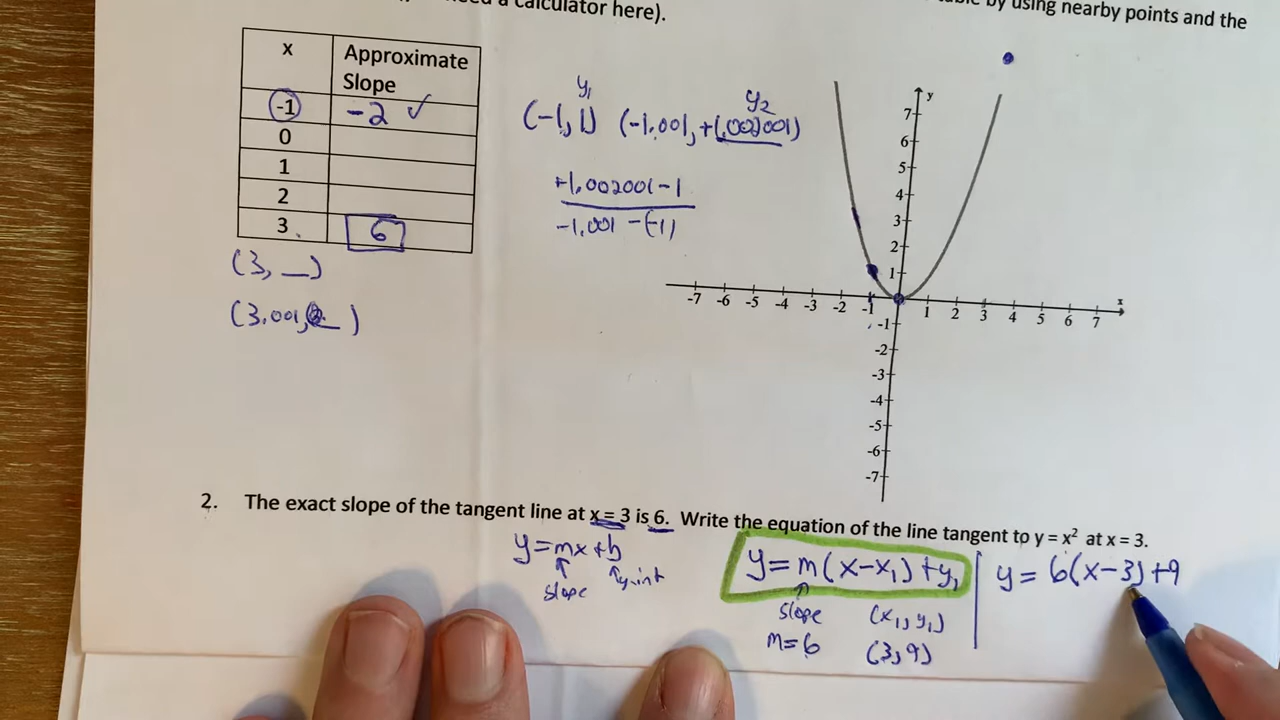 a calculator here).
by using nearby points and the
x Approximate Slope
-1 -2 ✓
0
1
2
3 6
(3, __)
(3.001, )
y₁ y₂
(-1, 1) (-1.001, +1.002001)
+1.002001 - 1
-1.001 - (-1)
y
7
6
5
4
3
2
1
-7 -6 -5 -4 -3 -2 -1 1 2 3 4 5 6 7 x
-1
-2
-3
-4
-5
-6
-7
2. The exact slope of the tangent line at x = 3 is 6. Write the equation of the line tangent tp y = x² at x = 3.
y = mx + b
slope y-int
y = m(x - x₁) + y₁
slope (x₁, y₁)
m = 6 (3, 9)
y = 6(x - 3) + 9